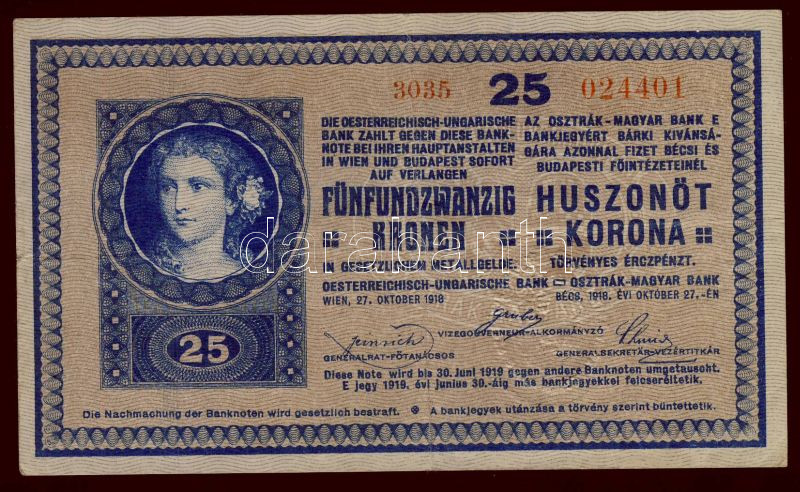 3035 25 024401
DIE OESTERREICHISCH-UNGARISCHE
BANK ZAHLT GEGEN DIESE BANK-
NOTE BEI IHREN HAUPTANSTALTEN
IN WIEN UND BUDAPEST SOFORT
AUF VERLANGEN
FÜNFUNDZWANZIG
KRONEN
IN GESETZLICHEM METALLGELDE:
OESTERREICHISCH-UNGARISCHE BANK
WIEN, 27. OKTOBER 1918
AZ OSZTRÁK-MAGYAR BANK E
BANKJEGYÉRT BÁRKI KIVÁNSÁ-
GÁRA AZONNAL FIZET BÉCSI ÉS
BUDAPESTI FŐINTÉZETEINÉL
HUSZONÖT
KORONA
TÖRVÉNYES ÉRCZPÉNZT.
OSZTRÁK-MAGYAR BANK
BÉCS, 1918. ÉVI OKTOBER 27.-ÉN
darabanth
Gruber
VIZEGOUVERNEUR-ALKORMÁNYZÓ
GENERALRAT-FŐTANÁCSOS
GENERALSEKRETÄR-VEZÉRTITKÁR
25
Diese Note wird bis 30. Juni 1919 gegen andere Banknoten umgetauscht.
E jegy 1919. évi junius 30.-áig más bankjegyekkel felcseréltetik.
Die Nachmachung der Banknoten wird gesetzlich bestraft. A bankjegyek utánzása a törvény szerint büntettetik.